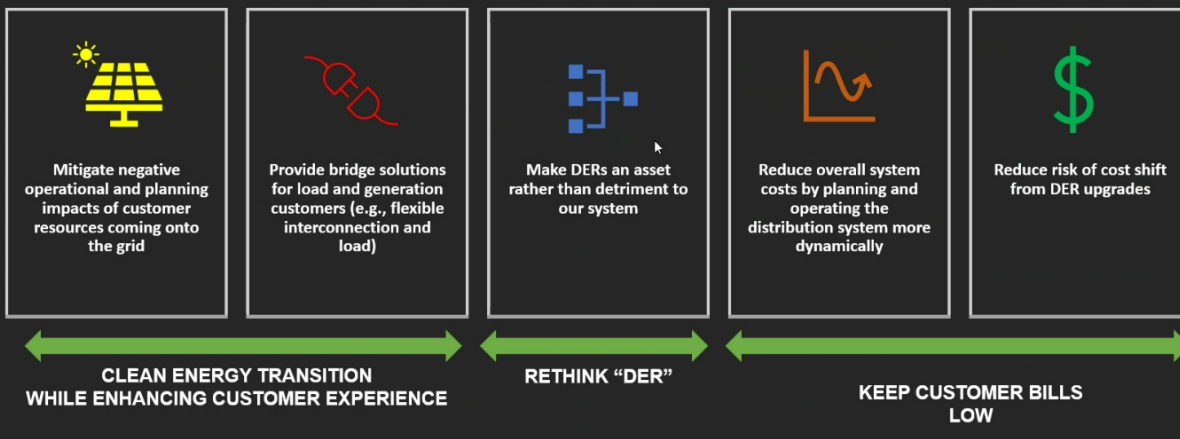 Mitigate negative
operational and planning
impacts of customer
resources coming onto
the grid
Provide bridge solutions
for load and generation
customers (e.g., flexible
interconnection and
load)
Make DERs an asset
rather than detriment to
our system
Reduce overall system
costs by planning and
operating the
distribution system more
dynamically
Reduce risk of cost shift
from DER upgrades
CLEAN ENERGY TRANSITION
WHILE ENHANCING CUSTOMER EXPERIENCE
RETHINK “DER”
KEEP CUSTOMER BILLS
LOW